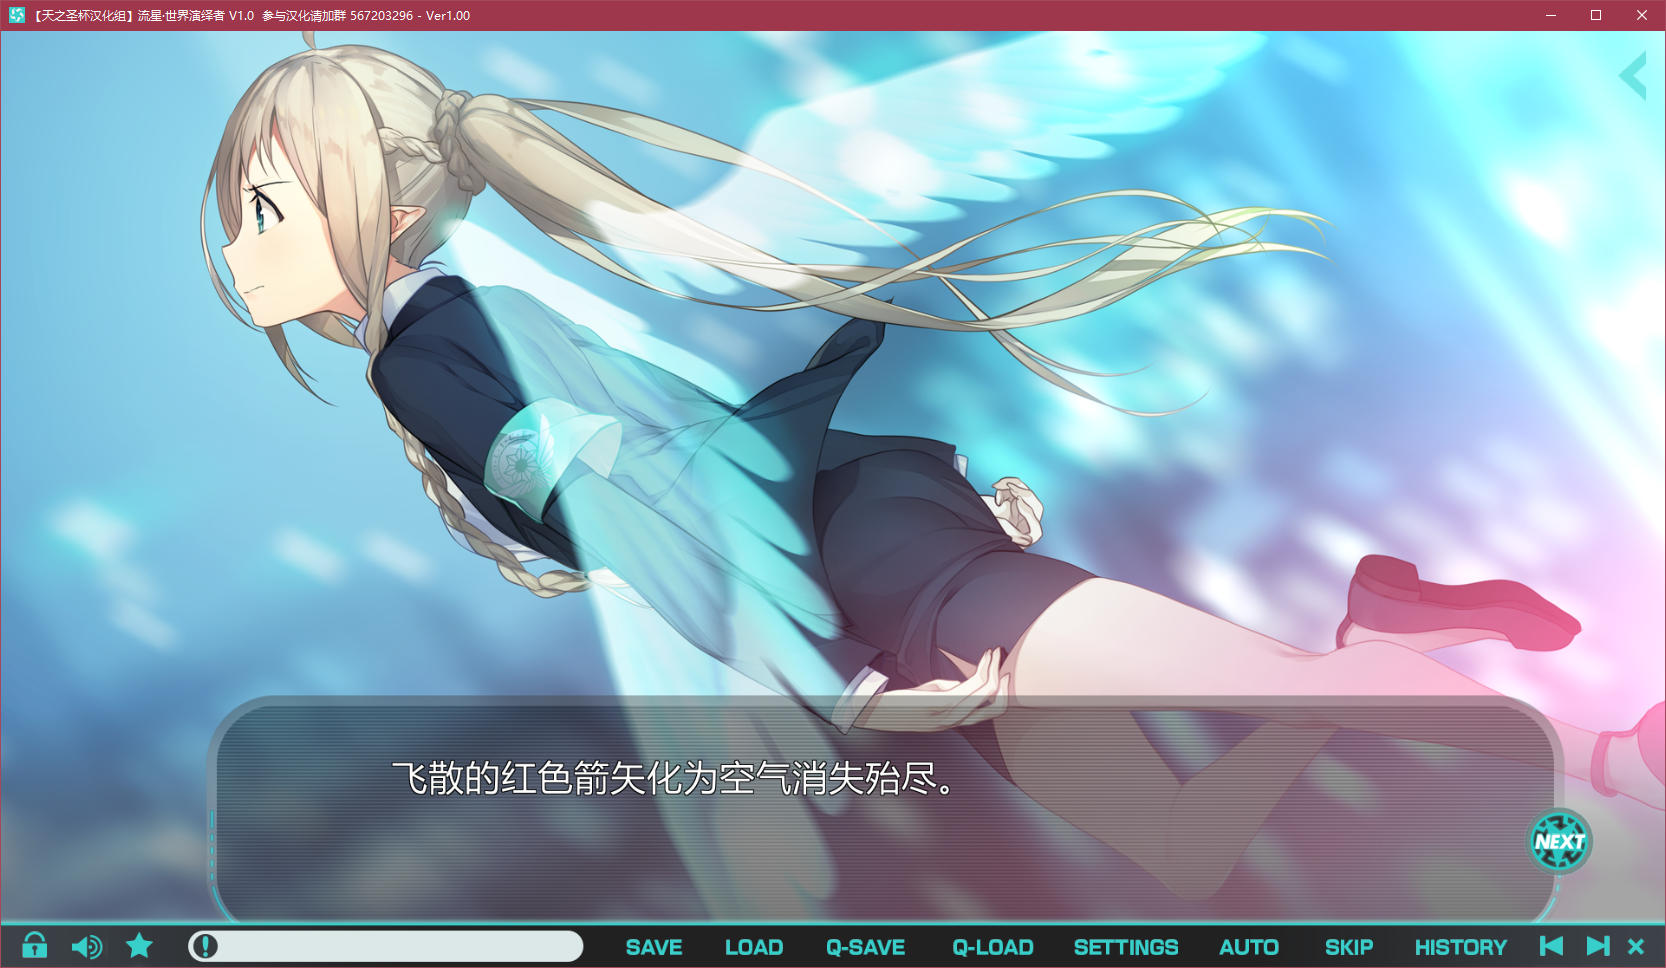 【天之圣杯汉化组】流星·世界演绎者 V1.0 参与汉化请加群 567203296 - Ver1.00
飞散的红色箭矢化为空气消失殆尽。
NEXT
SAVE LOAD Q-SAVE Q-LOAD SETTINGS AUTO SKIP HISTORY